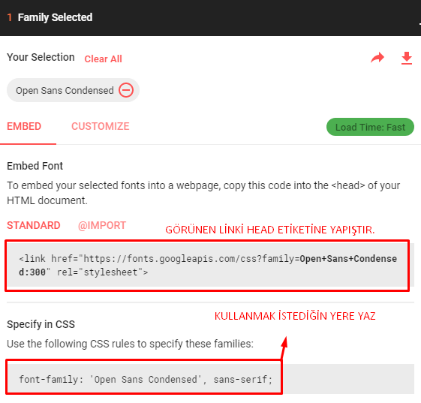 1 Family Selected
Your Selection Clear All
Open Sans Condensed
EMBED CUSTOMIZE Load Time: Fast
Embed Font
To embed your selected fonts into a webpage, copy this code into the <head> of your
HTML document.
STANDARD @IMPORT GÖRÜNEN LİNKİ HEAD ETİKETİNE YAPIŞTIR.
<link href="https://fonts.googleapis.com/css?family=Open+Sans+Condense
d:300" rel="stylesheet">
Specify in CSS KULLANMAK İSTEDİĞİN YERE YAZ
Use the following CSS rules to specify these families:
font-family: 'Open Sans Condensed', sans-serif;